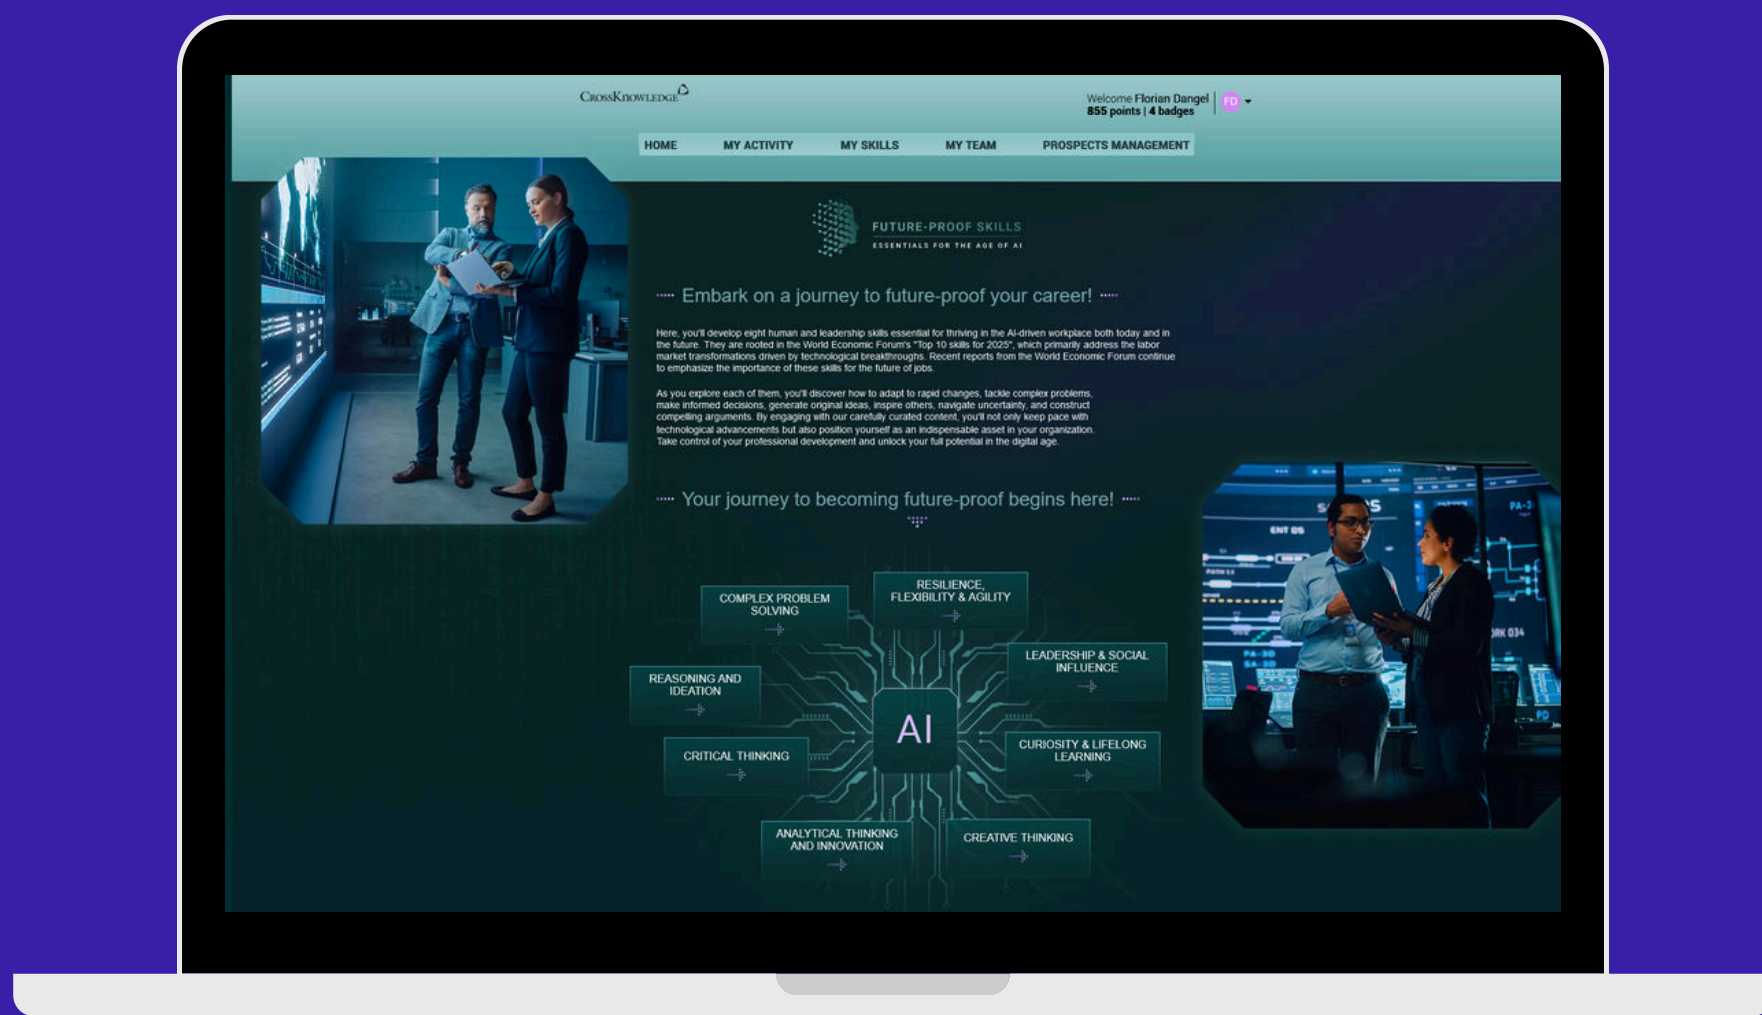 CROSSKNOWLEDGE
Welcome Florian Dangel
855 points | 4 badges
FD
HOME
MY ACTIVITY
MY SKILLS
MY TEAM
PROSPECTS MANAGEMENT
FUTURE-PROOF SKILLS
ESSENTIALS FOR THE AGE OF AI
Embark on a journey to future-proof your career!
Here, you'll develop eight human and leadership skills essential for thriving in the AI-driven workplace both today and in
the future. They are rooted in the World Economic Forum's "Top 10 skills for 2025", which primarily address the labor
market transformations driven by technological breakthroughs. Recent reports from the World Economic Forum continue
to emphasize the importance of these skills for the future of jobs.
As you explore each of them, you'll discover how to adapt to rapid changes, tackle complex problems,
make informed decisions, generate original ideas, inspire others, navigate uncertainty, and construct
compelling arguments. By engaging with our carefully curated content, you'll not only keep pace with
technological advancements but also position yourself as an indispensable asset in your organization.
Take control of your professional development and unlock your full potential in the digital age.
Your journey to becoming future-proof begins here!
COMPLEX PROBLEM
SOLVING
RESILIENCE,
FLEXIBILITY & AGILITY
LEADERSHIP & SOCIAL
INFLUENCE
REASONING AND
IDEATION
AI
CURIOSITY & LIFELONG
LEARNING
CRITICAL THINKING
ANALYTICAL THINKING
AND INNOVATION
CREATIVE THINKING
ENT OS
PA-3
034
PA-3D
SA-3D
PD